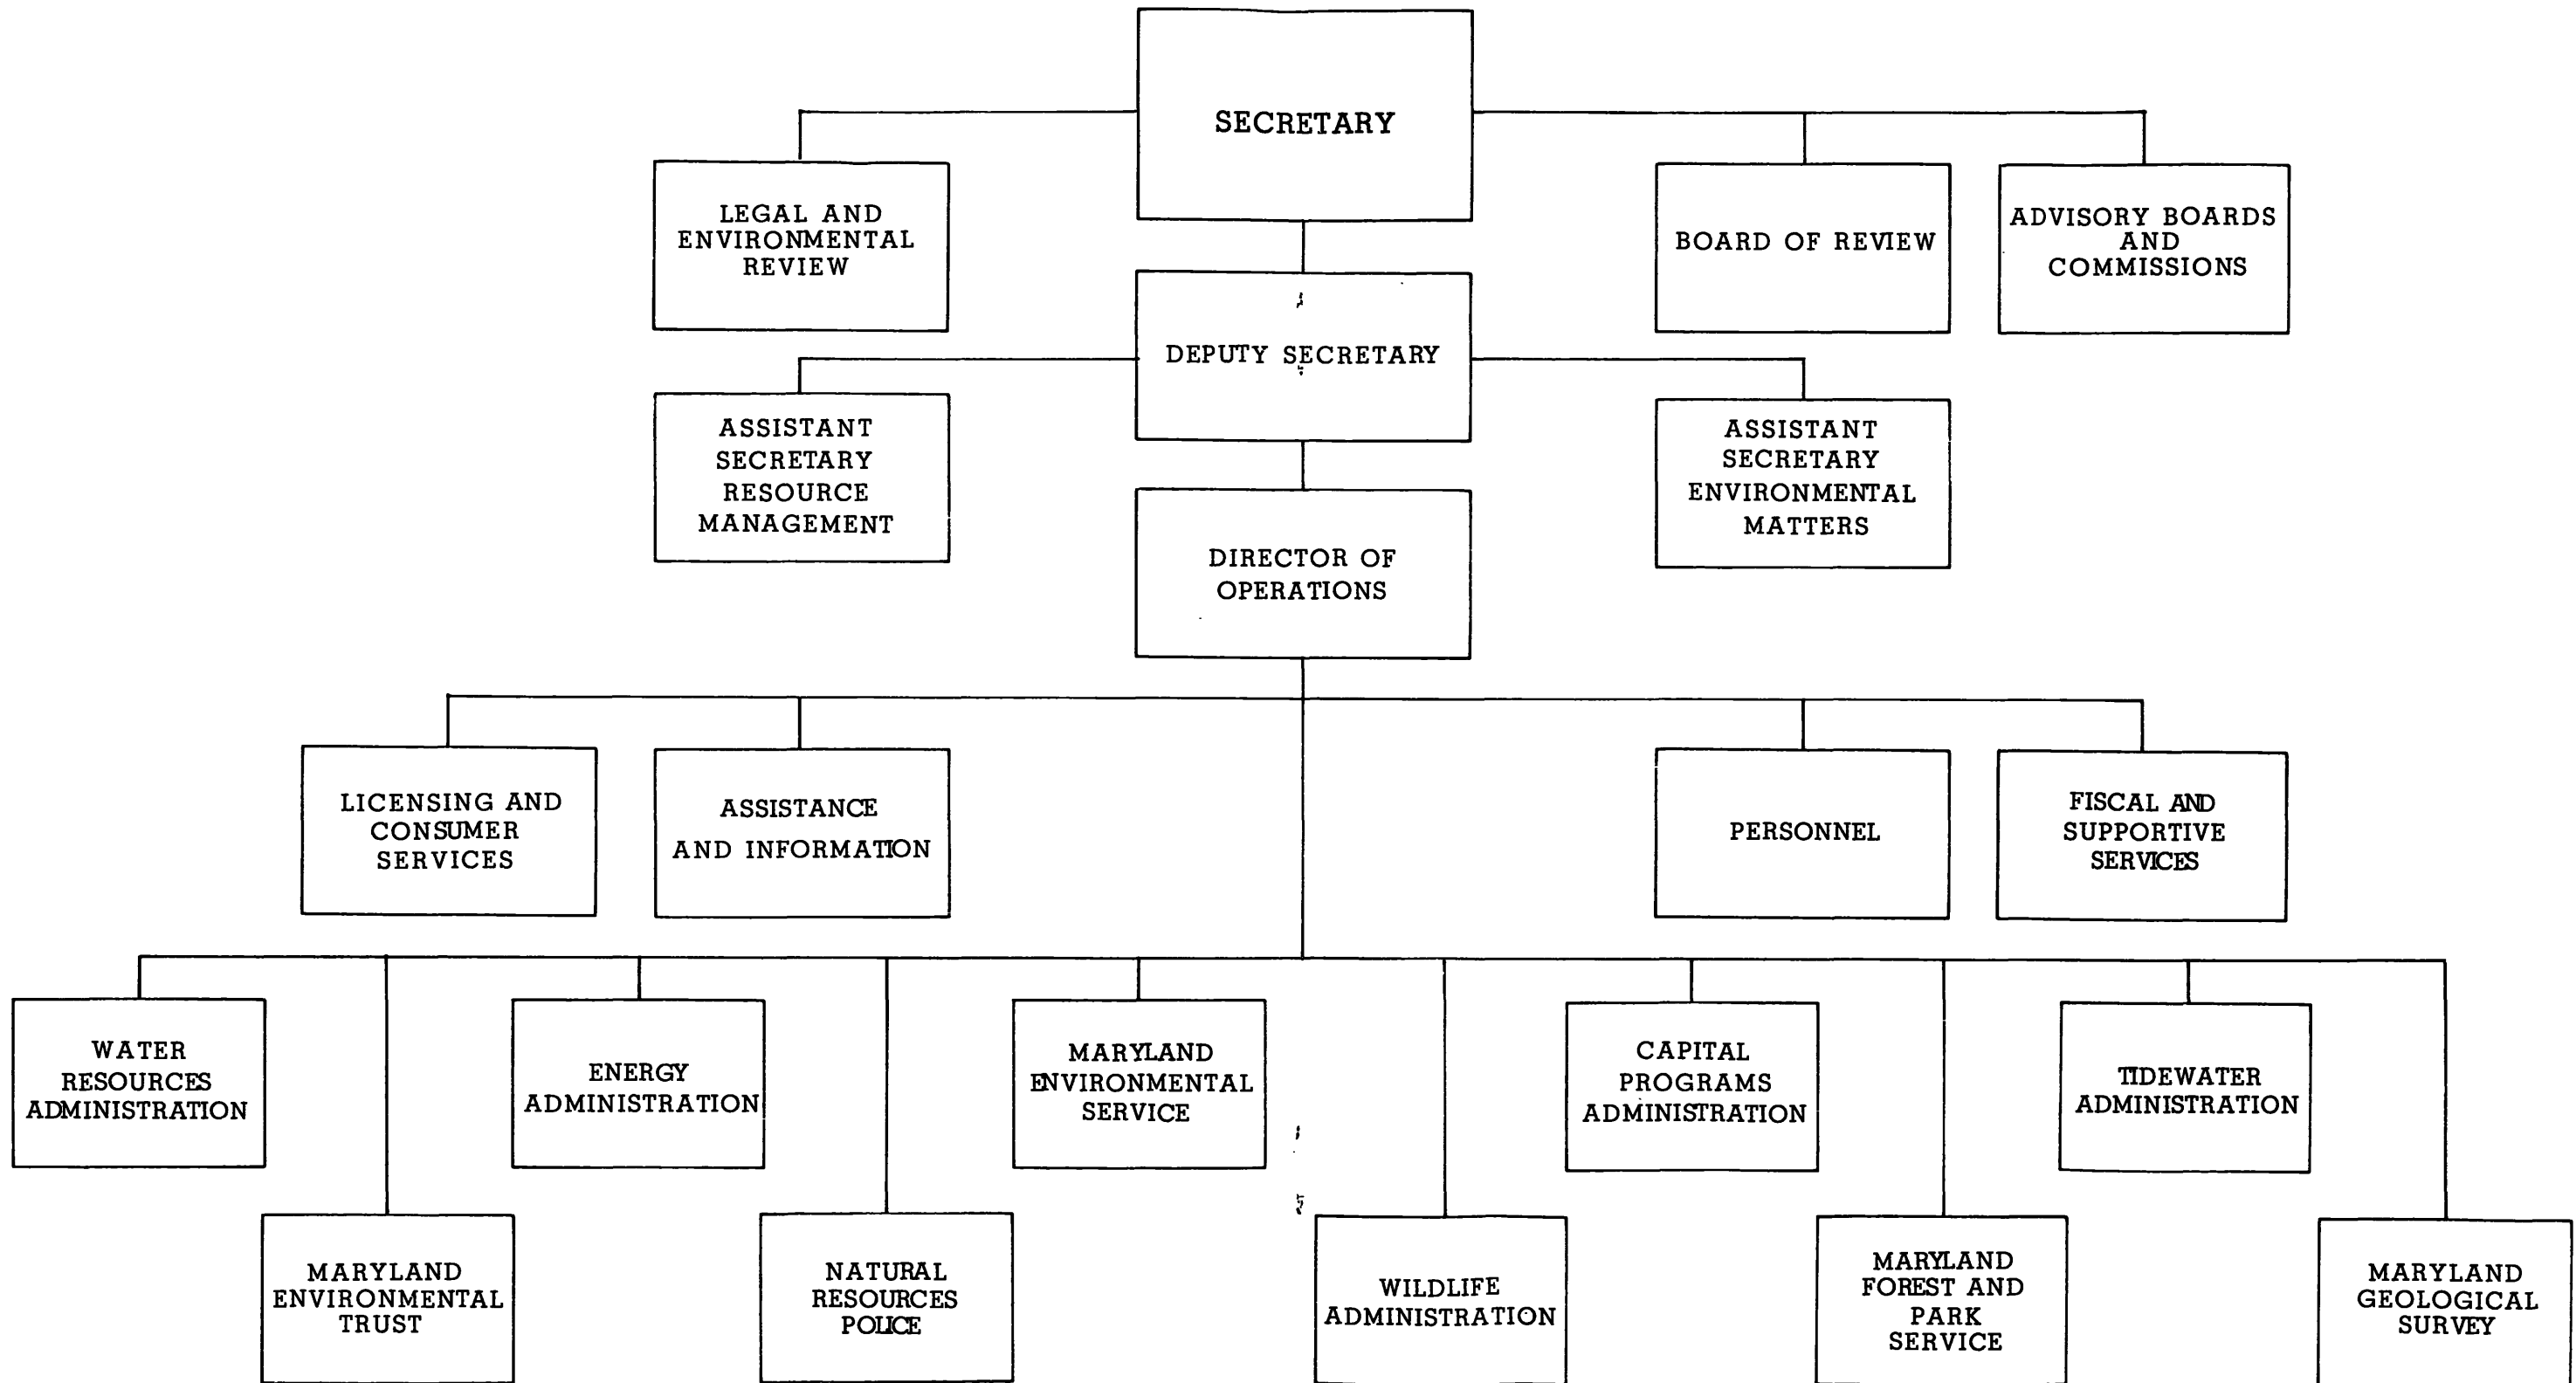 SECRETARY
LEGAL AND
ENVIRONMENTAL
REVIEW
BOARD OF REVIEW
ADVISORY BOARDS
AND
COMMISSIONS
DEPUTY SECRETARY
ASSISTANT
SECRETARY
RESOURCE
MANAGEMENT
ASSISTANT
SECRETARY
ENVIRONMENTAL
MATTERS
DIRECTOR OF
OPERATIONS
LICENSING AND
CONSUMER
SERVICES
ASSISTANCE
AND INFORMATION
PERSONNEL
FISCAL AND
SUPPORTIVE
SERVICES
WATER
RESOURCES
ADMINISTRATION
ENERGY
ADMINISTRATION
MARYLAND
ENVIRONMENTAL
SERVICE
CAPITAL
PROGRAMS
ADMINISTRATION
TIDEWATER
ADMINISTRATION
MARYLAND
ENVIRONMENTAL
TRUST
NATURAL
RESOURCES
POLICE
WILDLIFE
ADMINISTRATION
MARYLAND
FOREST AND
PARK
SERVICE
MARYLAND
GEOLOGICAL
SURVEY